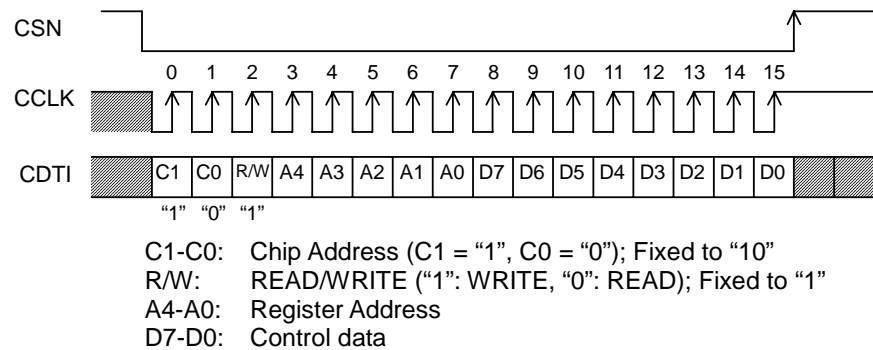 CSN
0 1 2 3 4 5 6 7 8 9 10 11 12 13 14 15
CCLK
CDTI C1 C0 R/W A4 A3 A2 A1 A0 D7 D6 D5 D4 D3 D2 D1 D0
“1” “0” “1”
C1-C0: Chip Address (C1 = “1”, C0 = “0”); Fixed to “10”
R/W: READ/WRITE (“1”: WRITE, “0”: READ); Fixed to “1”
A4-A0: Register Address
D7-D0: Control data